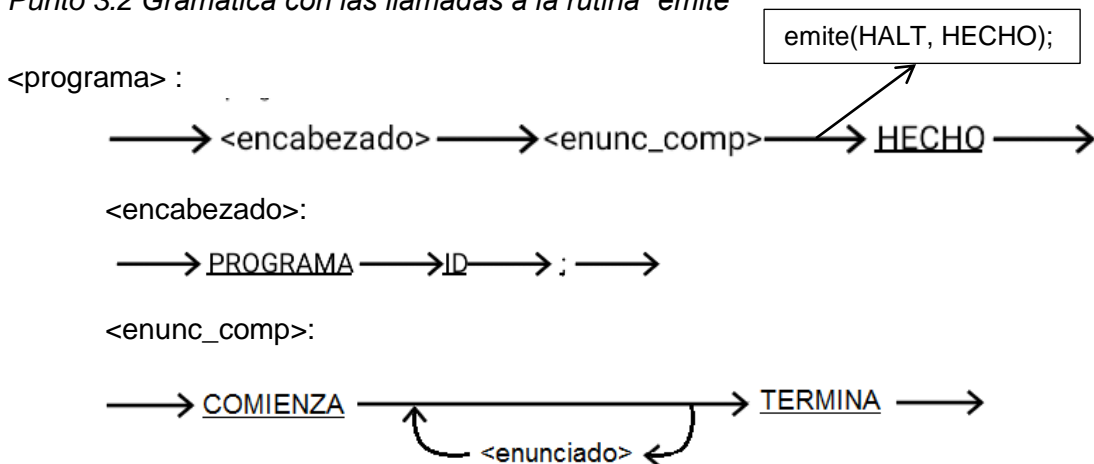 Punto 3.2 Gramática con las llamadas a la rutina "emite"
emite(HALT, HECHO);
<programa> :
<encabezado> <enunc_comp> HECHO
<encabezado>:
PROGRAMA ID ;
<enunc_comp>:
COMIENZA TERMINA
<enunciado>